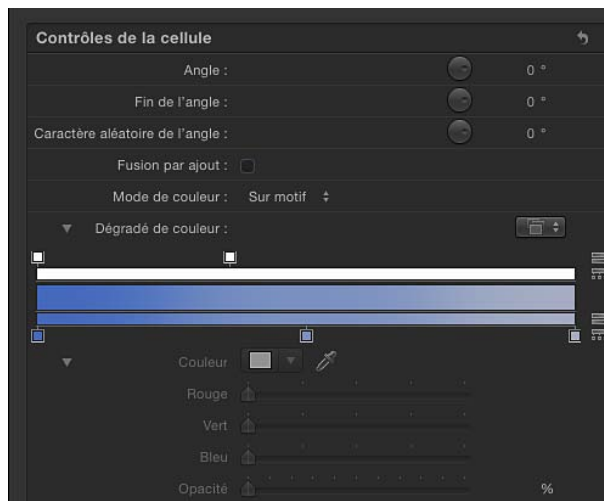 Contrôles de la cellule
Angle : 0 °
Fin de l'angle : 0 °
Caractère aléatoire de l'angle : 0 °
Fusion par ajout :
Mode de couleur : Sur motif
Dégradé de couleur :
Couleur
Rouge
Vert
Bleu
Opacité %